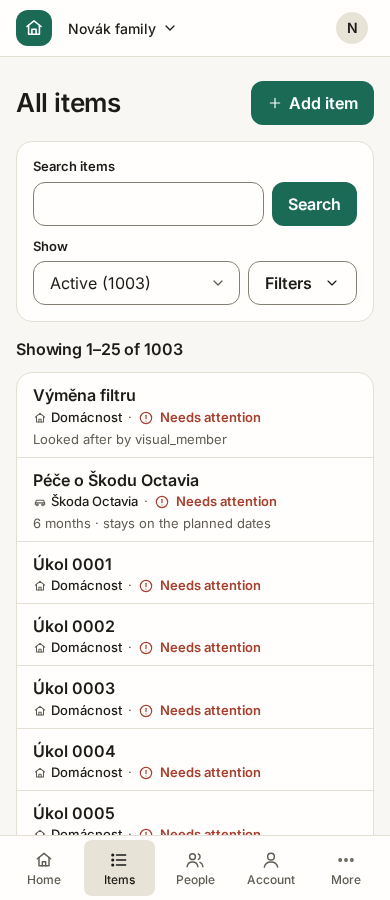 Novák family
N
All items
+ Add item
Search items
Search
Show
Active (1003)
Filters
Showing 1–25 of 1003
Výměna filtru
Domácnost · Needs attention
Looked after by visual_member
Péče o Škodu Octavia
Škoda Octavia · Needs attention
6 months · stays on the planned dates
Úkol 0001
Domácnost · Needs attention
Úkol 0002
Domácnost · Needs attention
Úkol 0003
Domácnost · Needs attention
Úkol 0004
Domácnost · Needs attention
Úkol 0005
Domácnost · Needs attention
Home
Items
People
Account
More